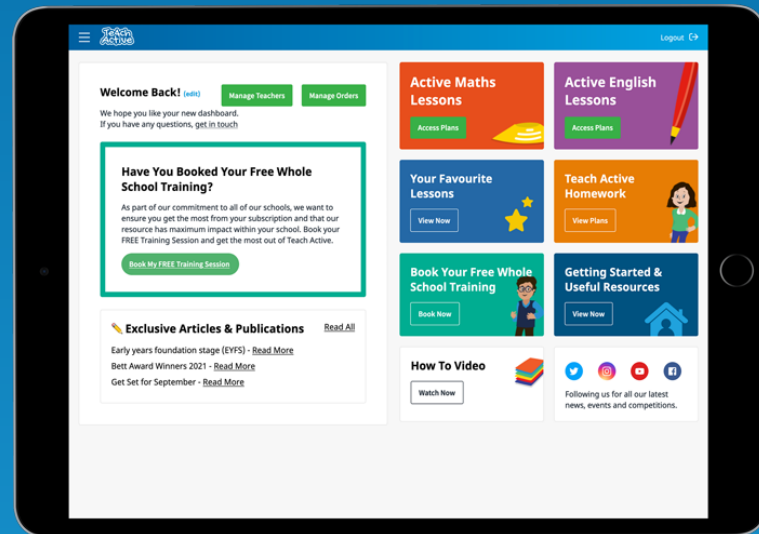 Teach
Active
Logout
Welcome Back! (edit)
Manage Teachers
Manage Orders
We hope you like your new dashboard.
If you have any questions, get in touch
Have You Booked Your Free Whole
School Training?
As part of our commitment to all of our schools, we want to
ensure you get the most from your subscription and that our
resource has maximum impact within your school. Book your
FREE Training Session and get the most out of Teach Active.
Book My FREE Training Session
Exclusive Articles & Publications
Read All
Early years foundation stage (EYFS) - Read More
Bett Award Winners 2021 - Read More
Get Set for September - Read More
Active Maths
Lessons
Access Plans
Active English
Lessons
Access Plans
Your Favourite
Lessons
View Now
Teach Active
Homework
View Plans
Book Your Free Whole
School Training
Book Now
Getting Started &
Useful Resources
View Now
How To Video
Watch Now
Following us for all our latest
news, events and competitions.